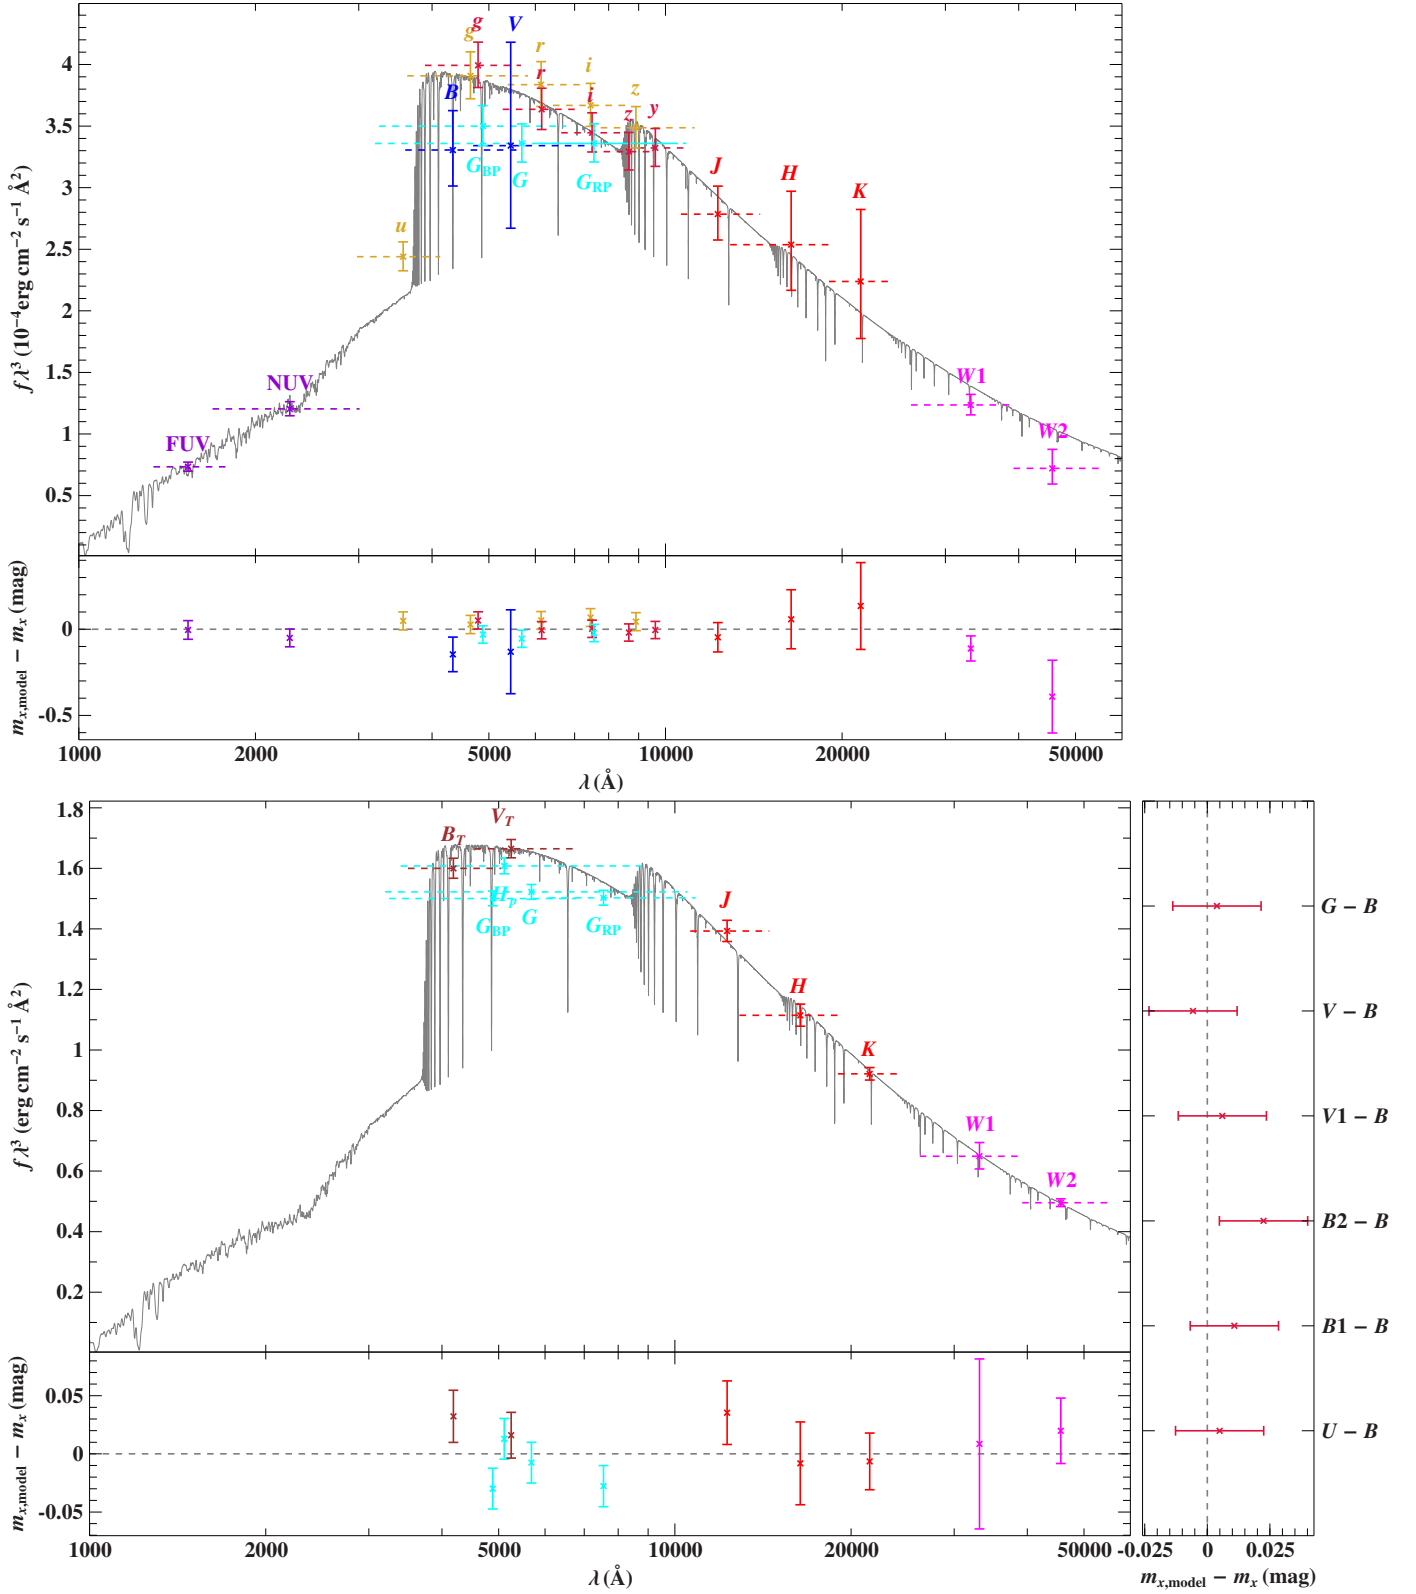 g g V
4
r
i
f λ³ (10⁻⁴erg cm⁻² s⁻¹ Å²)
B r
i z
z y
3.5
G_BP G G_RP
3
J H K
u
2.5
2
1.5
NUV W1
1
FUV W2
0.5
m_x,model − m_x (mag)
0
-0.5
1000 2000 5000 10000 20000 50000
λ (Å)
1.8
B_T V_T
f λ³ (erg cm⁻² s⁻¹ Å²)
1.6
H_p
G_BP G G_RP
J
G − B
1.4
V − B
1.2
H
1
K
V1 − B
0.8
W1
0.6
W2
B2 − B
0.4
B1 − B
0.2
m_x,model − m_x (mag)
0.05
U − B
0
-0.05
1000 2000 5000 10000 20000 50000
λ (Å)
-0.025 0 0.025
m_x,model − m_x (mag)